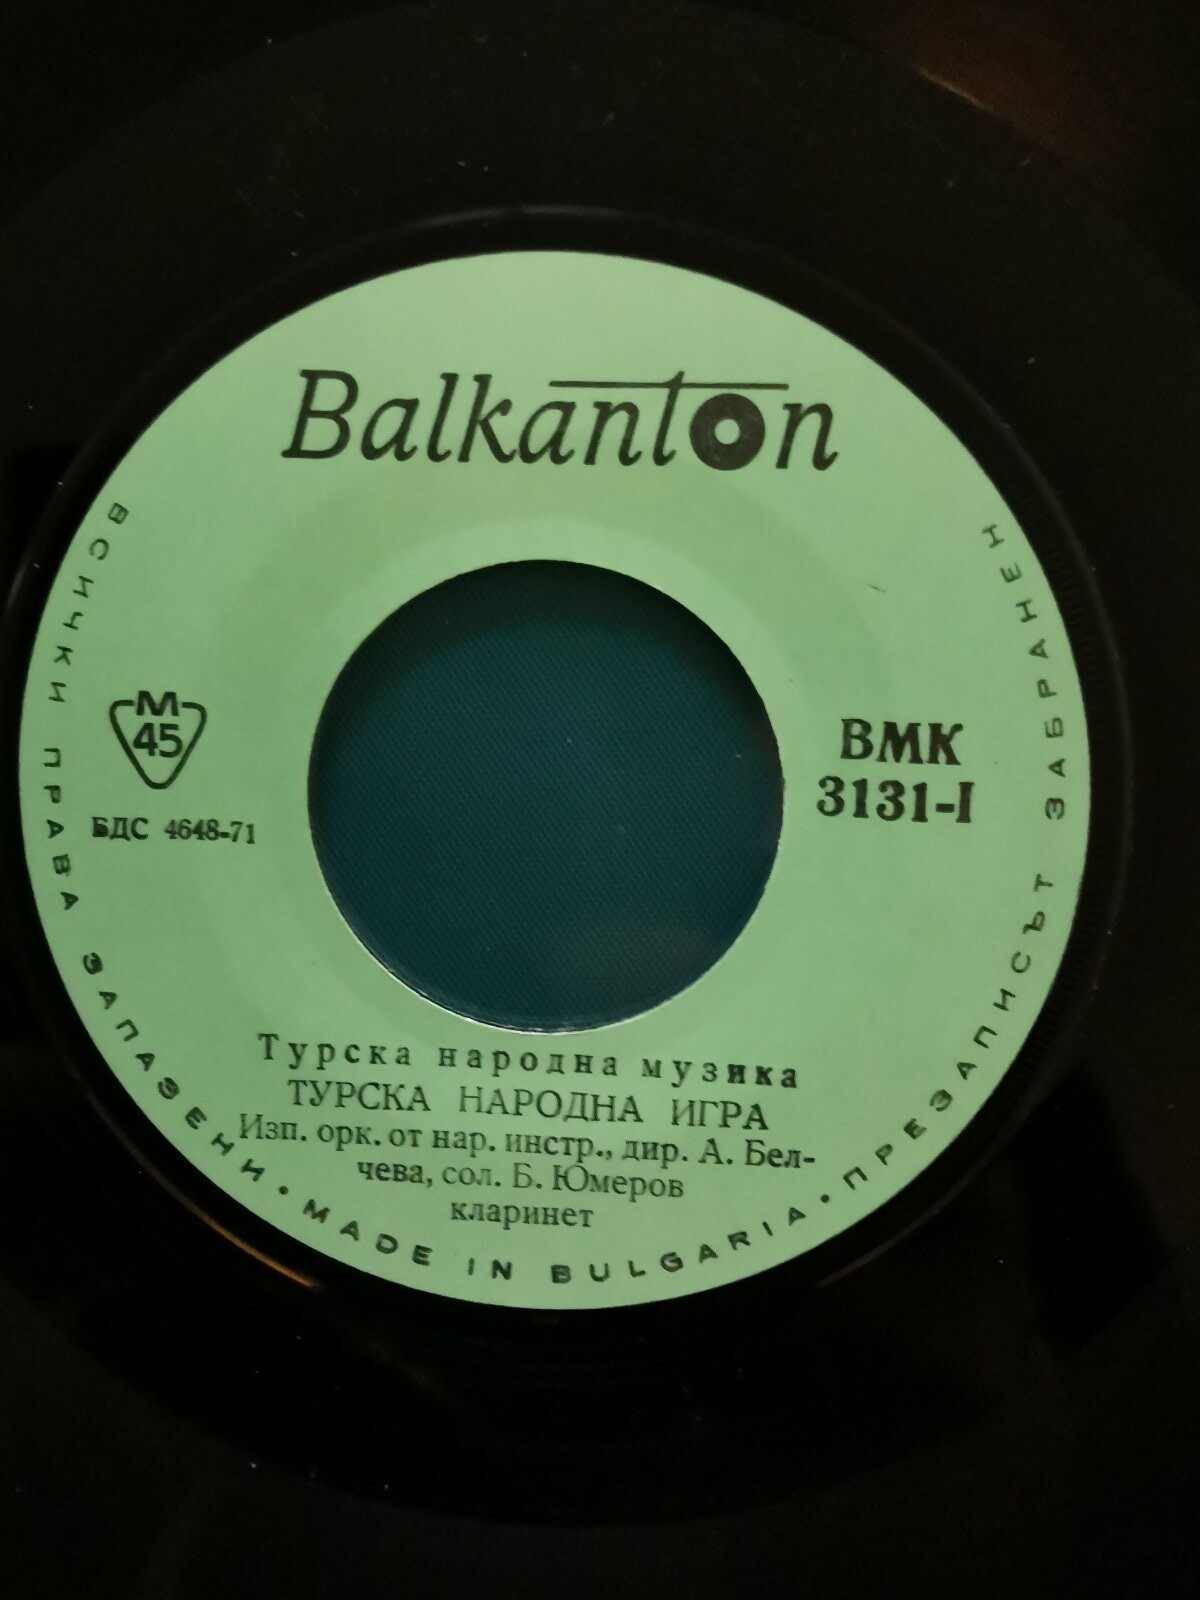 Balkanton
М
45
БДС 4648-71
ВМК
3131-I
Турска народна музика
ТУРСКА НАРОДНА ИГРА
Изп. орк. от нар. инстр., дир. А. Бел-
чева, сол. Б. Юмеров
кларинет
ВСИЧКИ ПРАВА ЗАПАЗЕНИ • MADE IN BULGARIA • ПРЕЗАПИСЪТ ЗАБРАНЕН